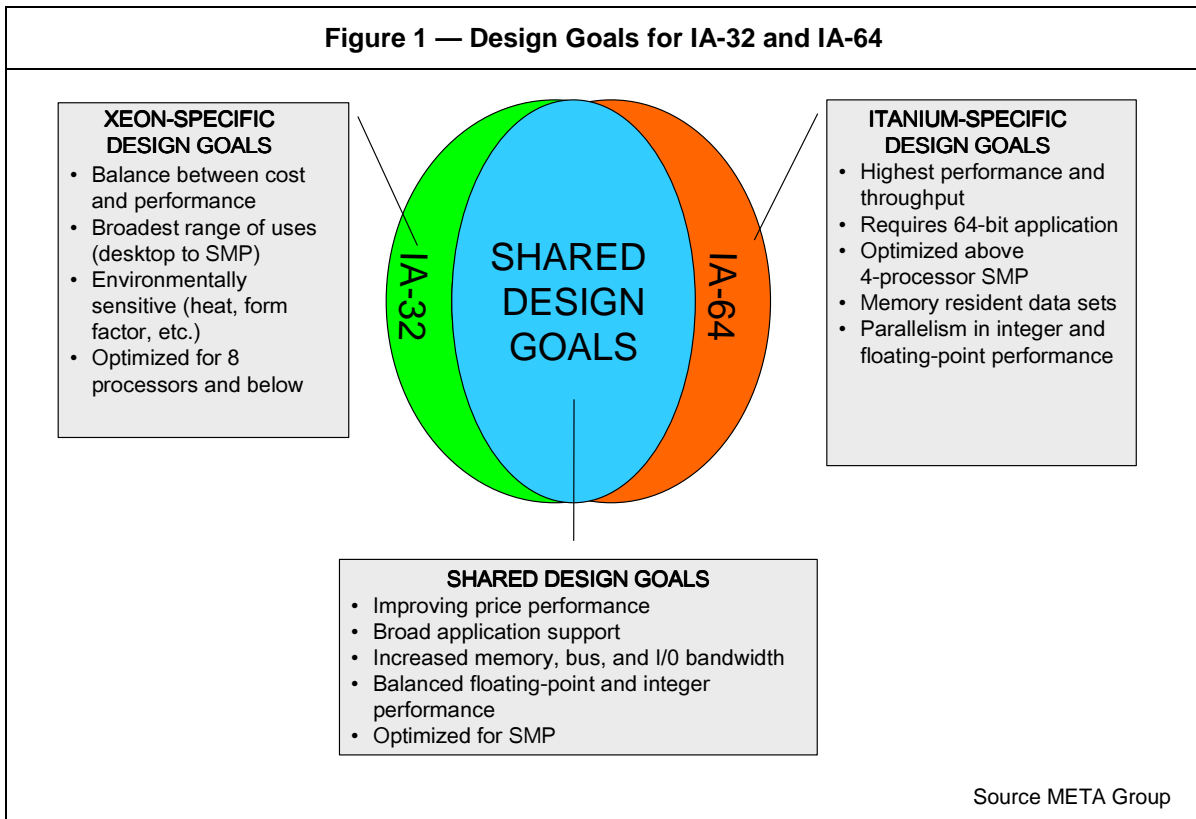 Figure 1 — Design Goals for IA-32 and IA-64
XEON-SPECIFIC
DESIGN GOALS
• Balance between cost
and performance
• Broadest range of uses
(desktop to SMP)
• Environmentally
sensitive (heat, form
factor, etc.)
• Optimized for 8
processors and below
IA-32
SHARED
DESIGN
GOALS
IA-64
ITANIUM-SPECIFIC
DESIGN GOALS
• Highest performance and
throughput
• Requires 64-bit application
• Optimized above
4-processor SMP
• Memory resident data sets
• Parallelism in integer and
floating-point performance
SHARED DESIGN GOALS
• Improving price performance
• Broad application support
• Increased memory, bus, and I/0 bandwidth
• Balanced floating-point and integer
performance
• Optimized for SMP
Source META Group